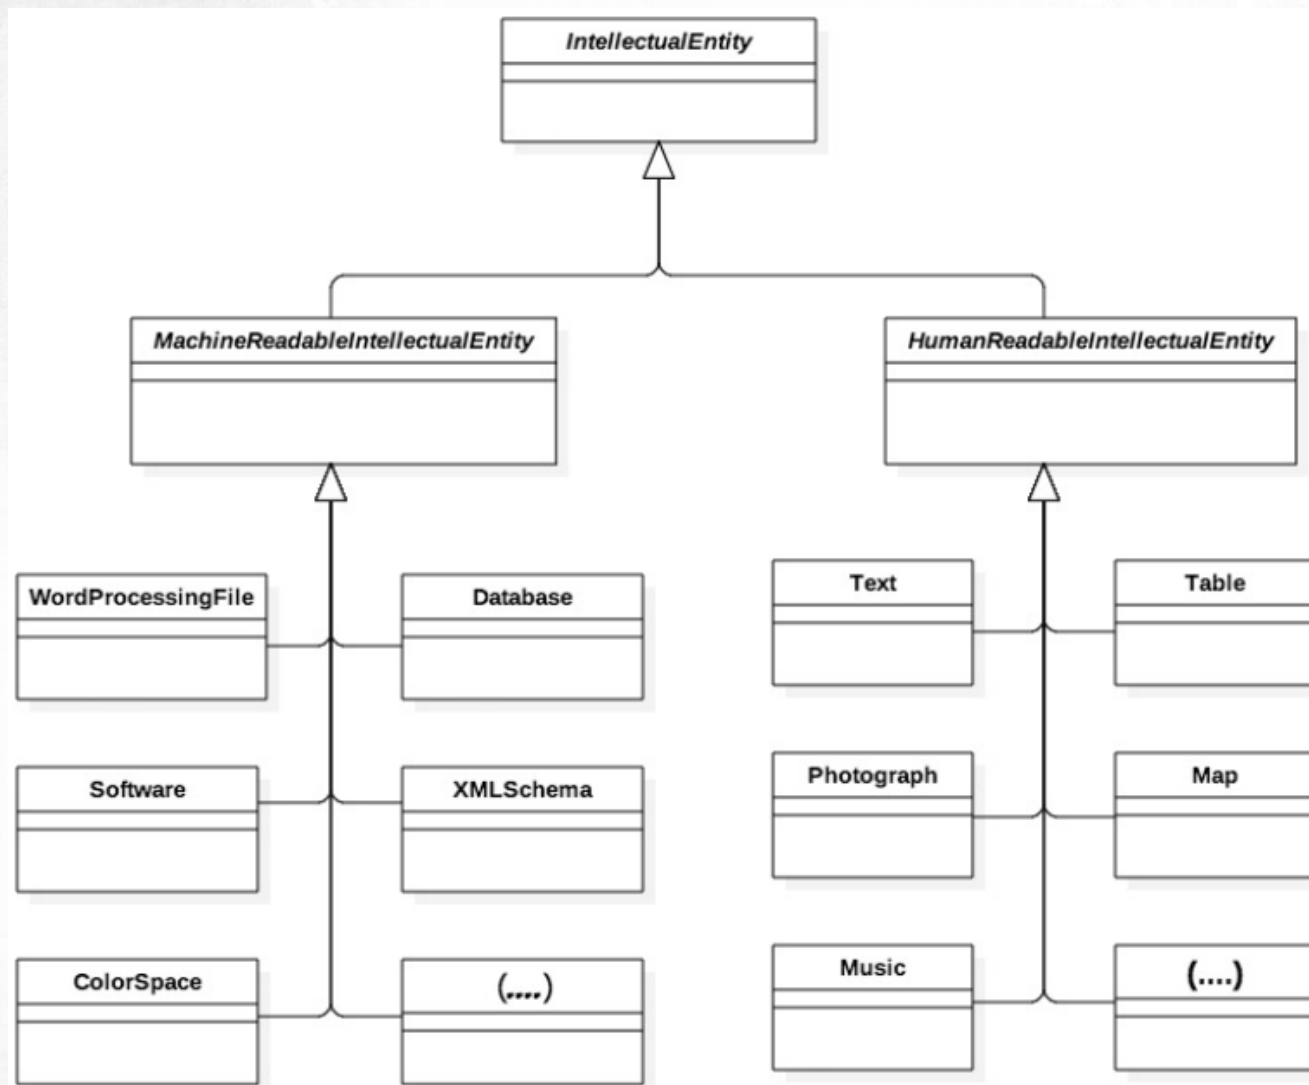 IntellectualEntity
MachineReadableIntellectualEntity
HumanReadableIntellectualEntity
WordProcessingFile
Database
Text
Table
Software
XMLSchema
Photograph
Map
ColorSpace
(....)
Music
(....)